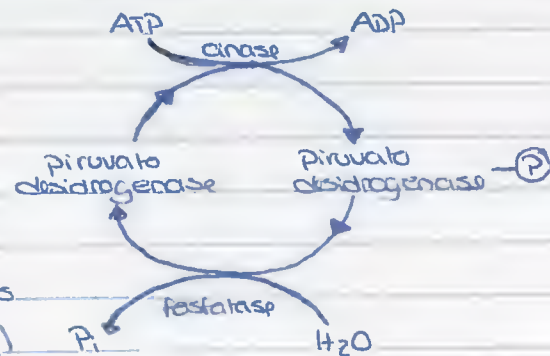 ATP ADP
cinase
piruvato piruvato
desidrogenase desidrogenase - P
s
fosfatase
) Pi H2O